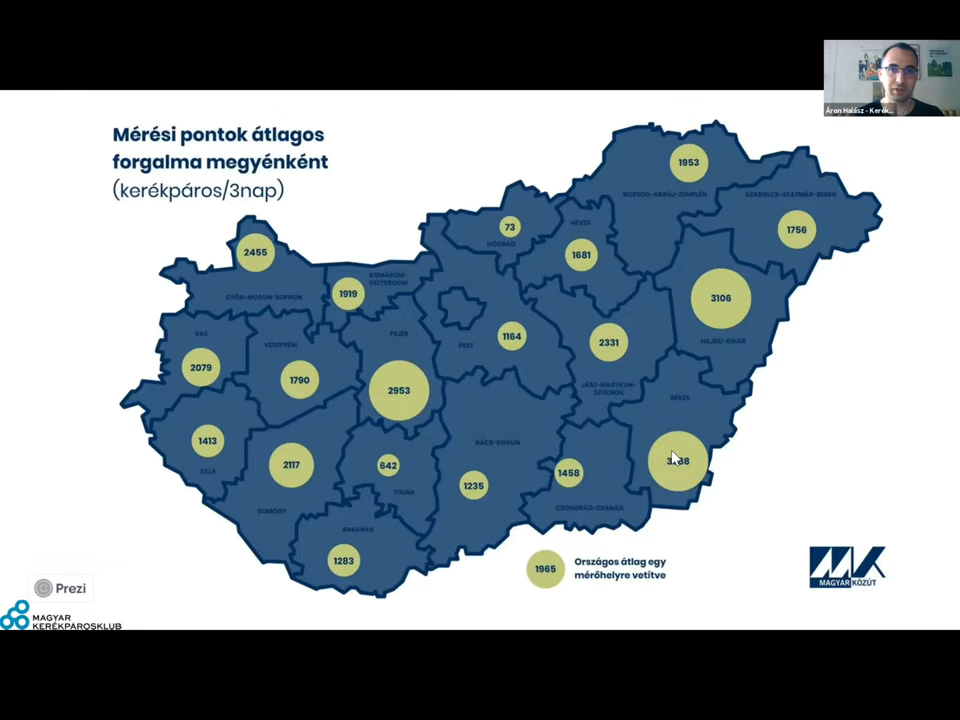 Áron Halász - Kerék...
Mérési pontok átlagos
forgalma megyénként
(kerékpáros/3nap)
1953
BORSOD-ABAÚJ-ZEMPLÉN
SZABOLCS-SZATMÁR-BEREG
1756
73
NÓGRÁD
HEVES
1681
2455
GYŐR-MOSON-SOPRON
KOMÁROM-
ESZTERGOM
1919
3106
HAJDÚ-BIHAR
VAS
2079
VESZPRÉM
1790
FEJÉR
2953
PEST
1164
2331
JÁSZ-NAGYKUN-
SZOLNOK
BÉKÉS
1413
ZALA
2117
SOMOGY
642
TOLNA
BÁCS-KISKUN
1235
1458
CSONGRÁD-CSANÁD
BARANYA
1283
1965
Országos átlag egy
mérőhelyre vetítve
MK
MAGYAR KÖZÚT
Prezi
MAGYAR
KERÉKPÁROSKLUB